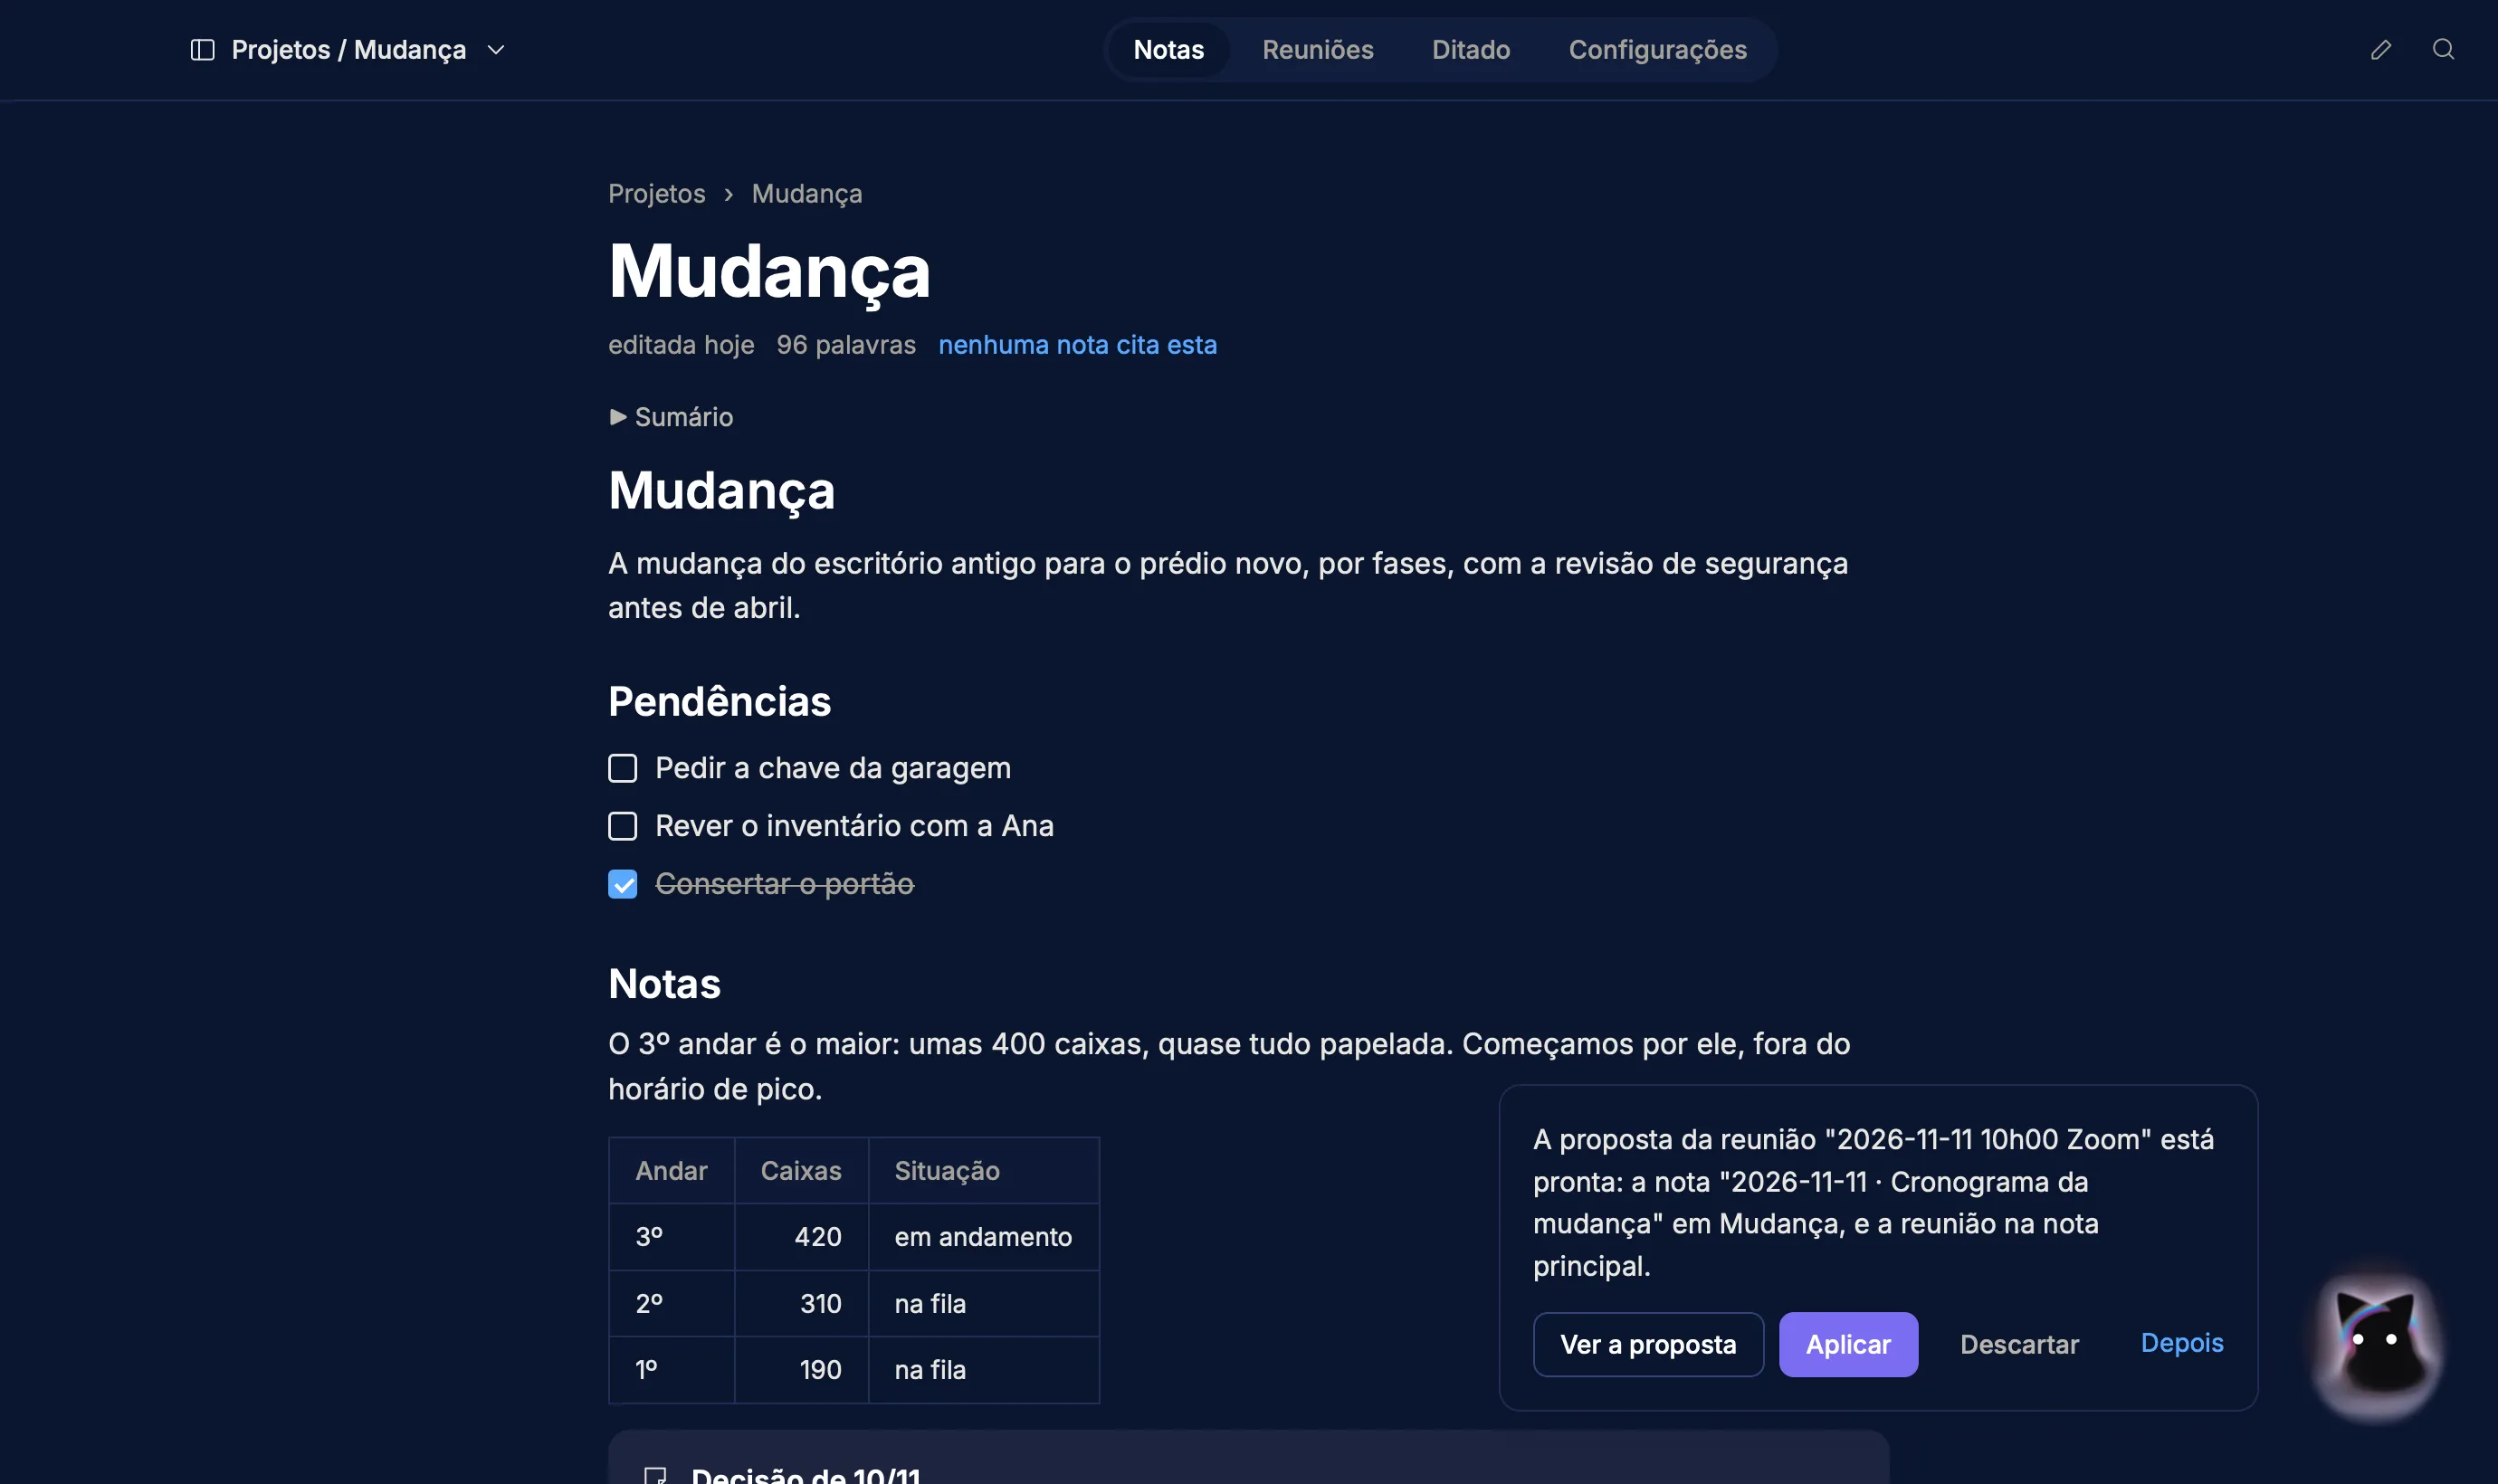 Projetos / Mudança
Notas
Reuniões
Ditado
Configurações
Projetos › Mudança
Mudança
editada hoje 96 palavras nenhuma nota cita esta
Sumário
Mudança
A mudança do escritório antigo para o prédio novo, por fases, com a revisão de segurança
antes de abril.
Pendências
Pedir a chave da garagem
Rever o inventário com a Ana
Consertar o portão
Notas
O 3º andar é o maior: umas 400 caixas, quase tudo papelada. Começamos por ele, fora do
horário de pico.
Andar Caixas Situação
3º 420 em andamento
2º 310 na fila
1º 190 na fila
A proposta da reunião "2026-11-11 10h00 Zoom" está
pronta: a nota "2026-11-11 · Cronograma da
mudança" em Mudança, e a reunião na nota
principal.
Ver a proposta
Aplicar
Descartar
Depois
Decisão de 10/11